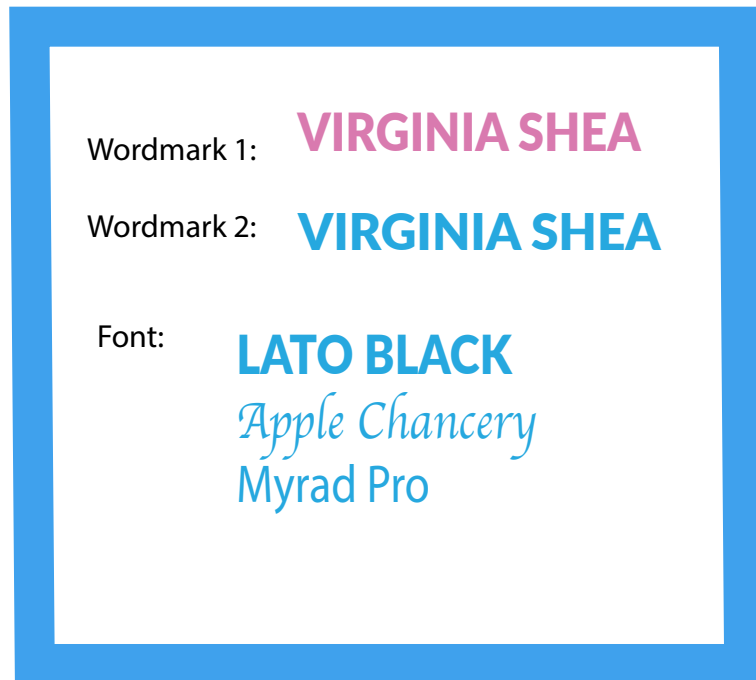 Wordmark 1: VIRGINIA SHEA
Wordmark 2: VIRGINIA SHEA
Font: LATO BLACK
Apple Chancery
Myrad Pro